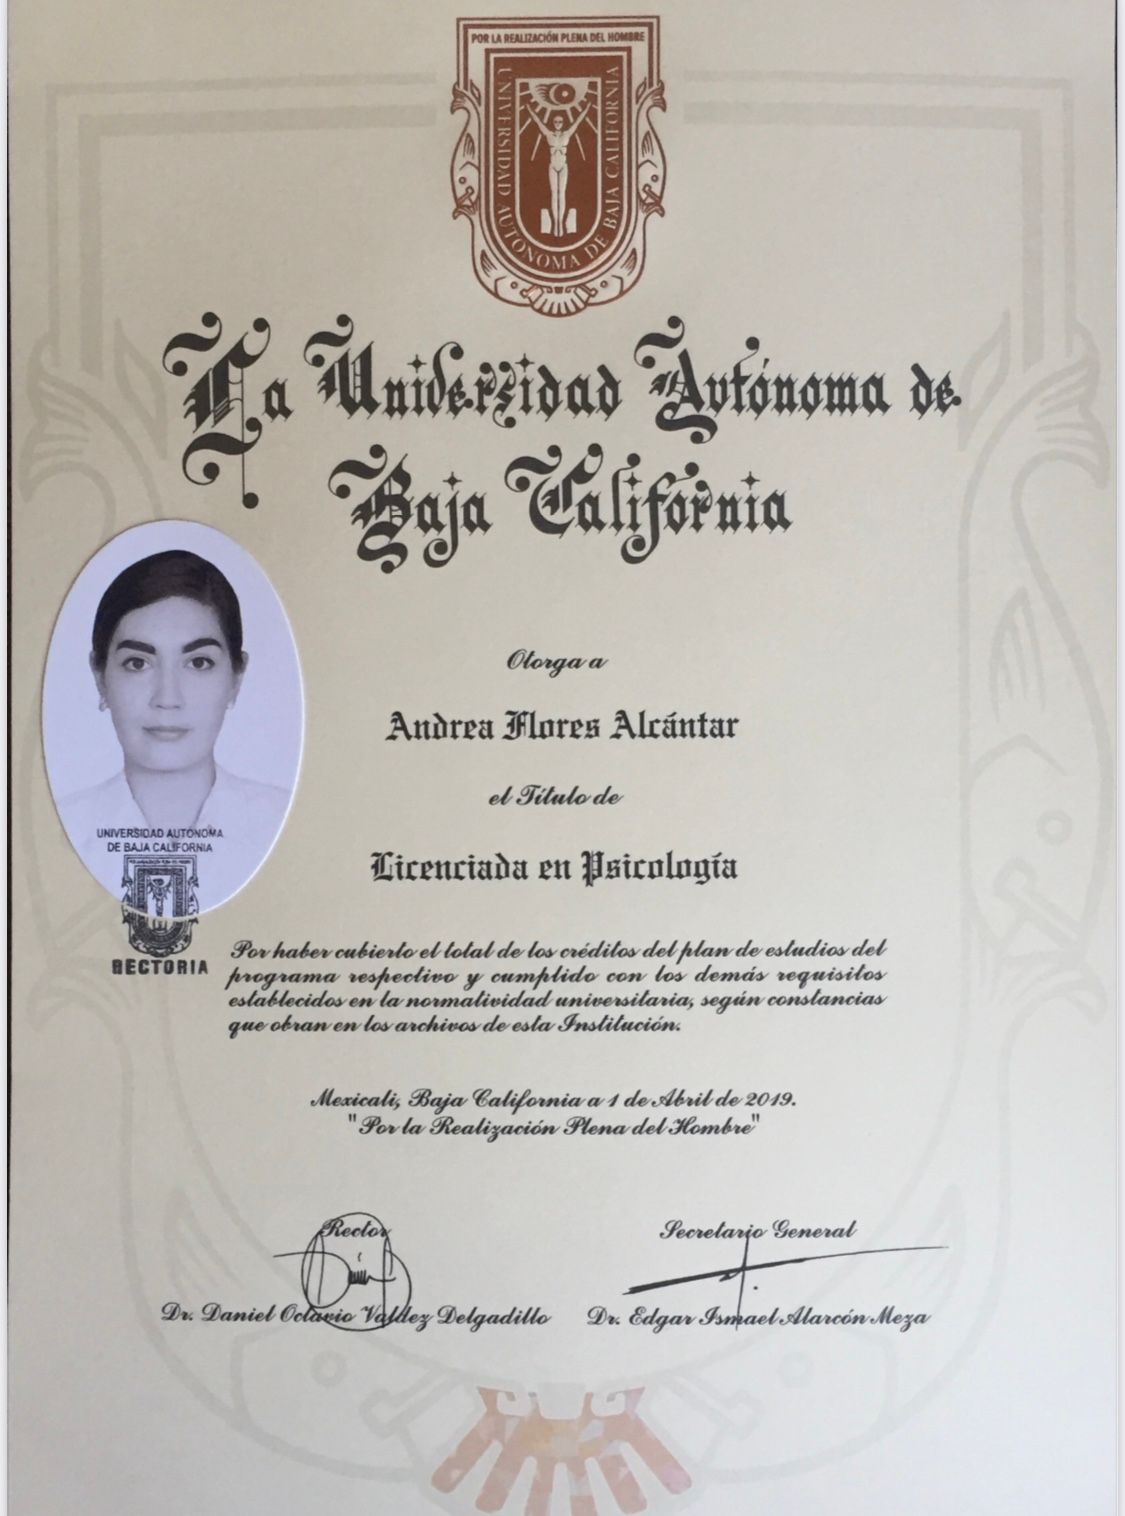 POR LA REALIZACIÓN PLENA DEL HOMBRE
UNIVERSIDAD AUTONOMA DE BAJA CALIFORNIA
La Universidad Autónoma de
Baja California
Otorga a
Andrea Flores Alcántar
el Título de
Licenciada en Psicología
UNIVERSIDAD AUTONOMA
DE BAJA CALIFORNIA
RECTORIA
Por haber cubierto el total de los créditos del plan de estudios del
programa respectivo y cumplido con los demás requisitos
establecidos en la normatividad universitaria, según constancias
que obran en los archivos de esta Institución.
Mexicali, Baja California a 1 de Abril de 2019.
"Por la Realización Plena del Hombre"
Rector
Secretario General
Dr. Daniel Octavio Valdez Delgadillo
Dr. Edgar Ismael Alarcón Meza